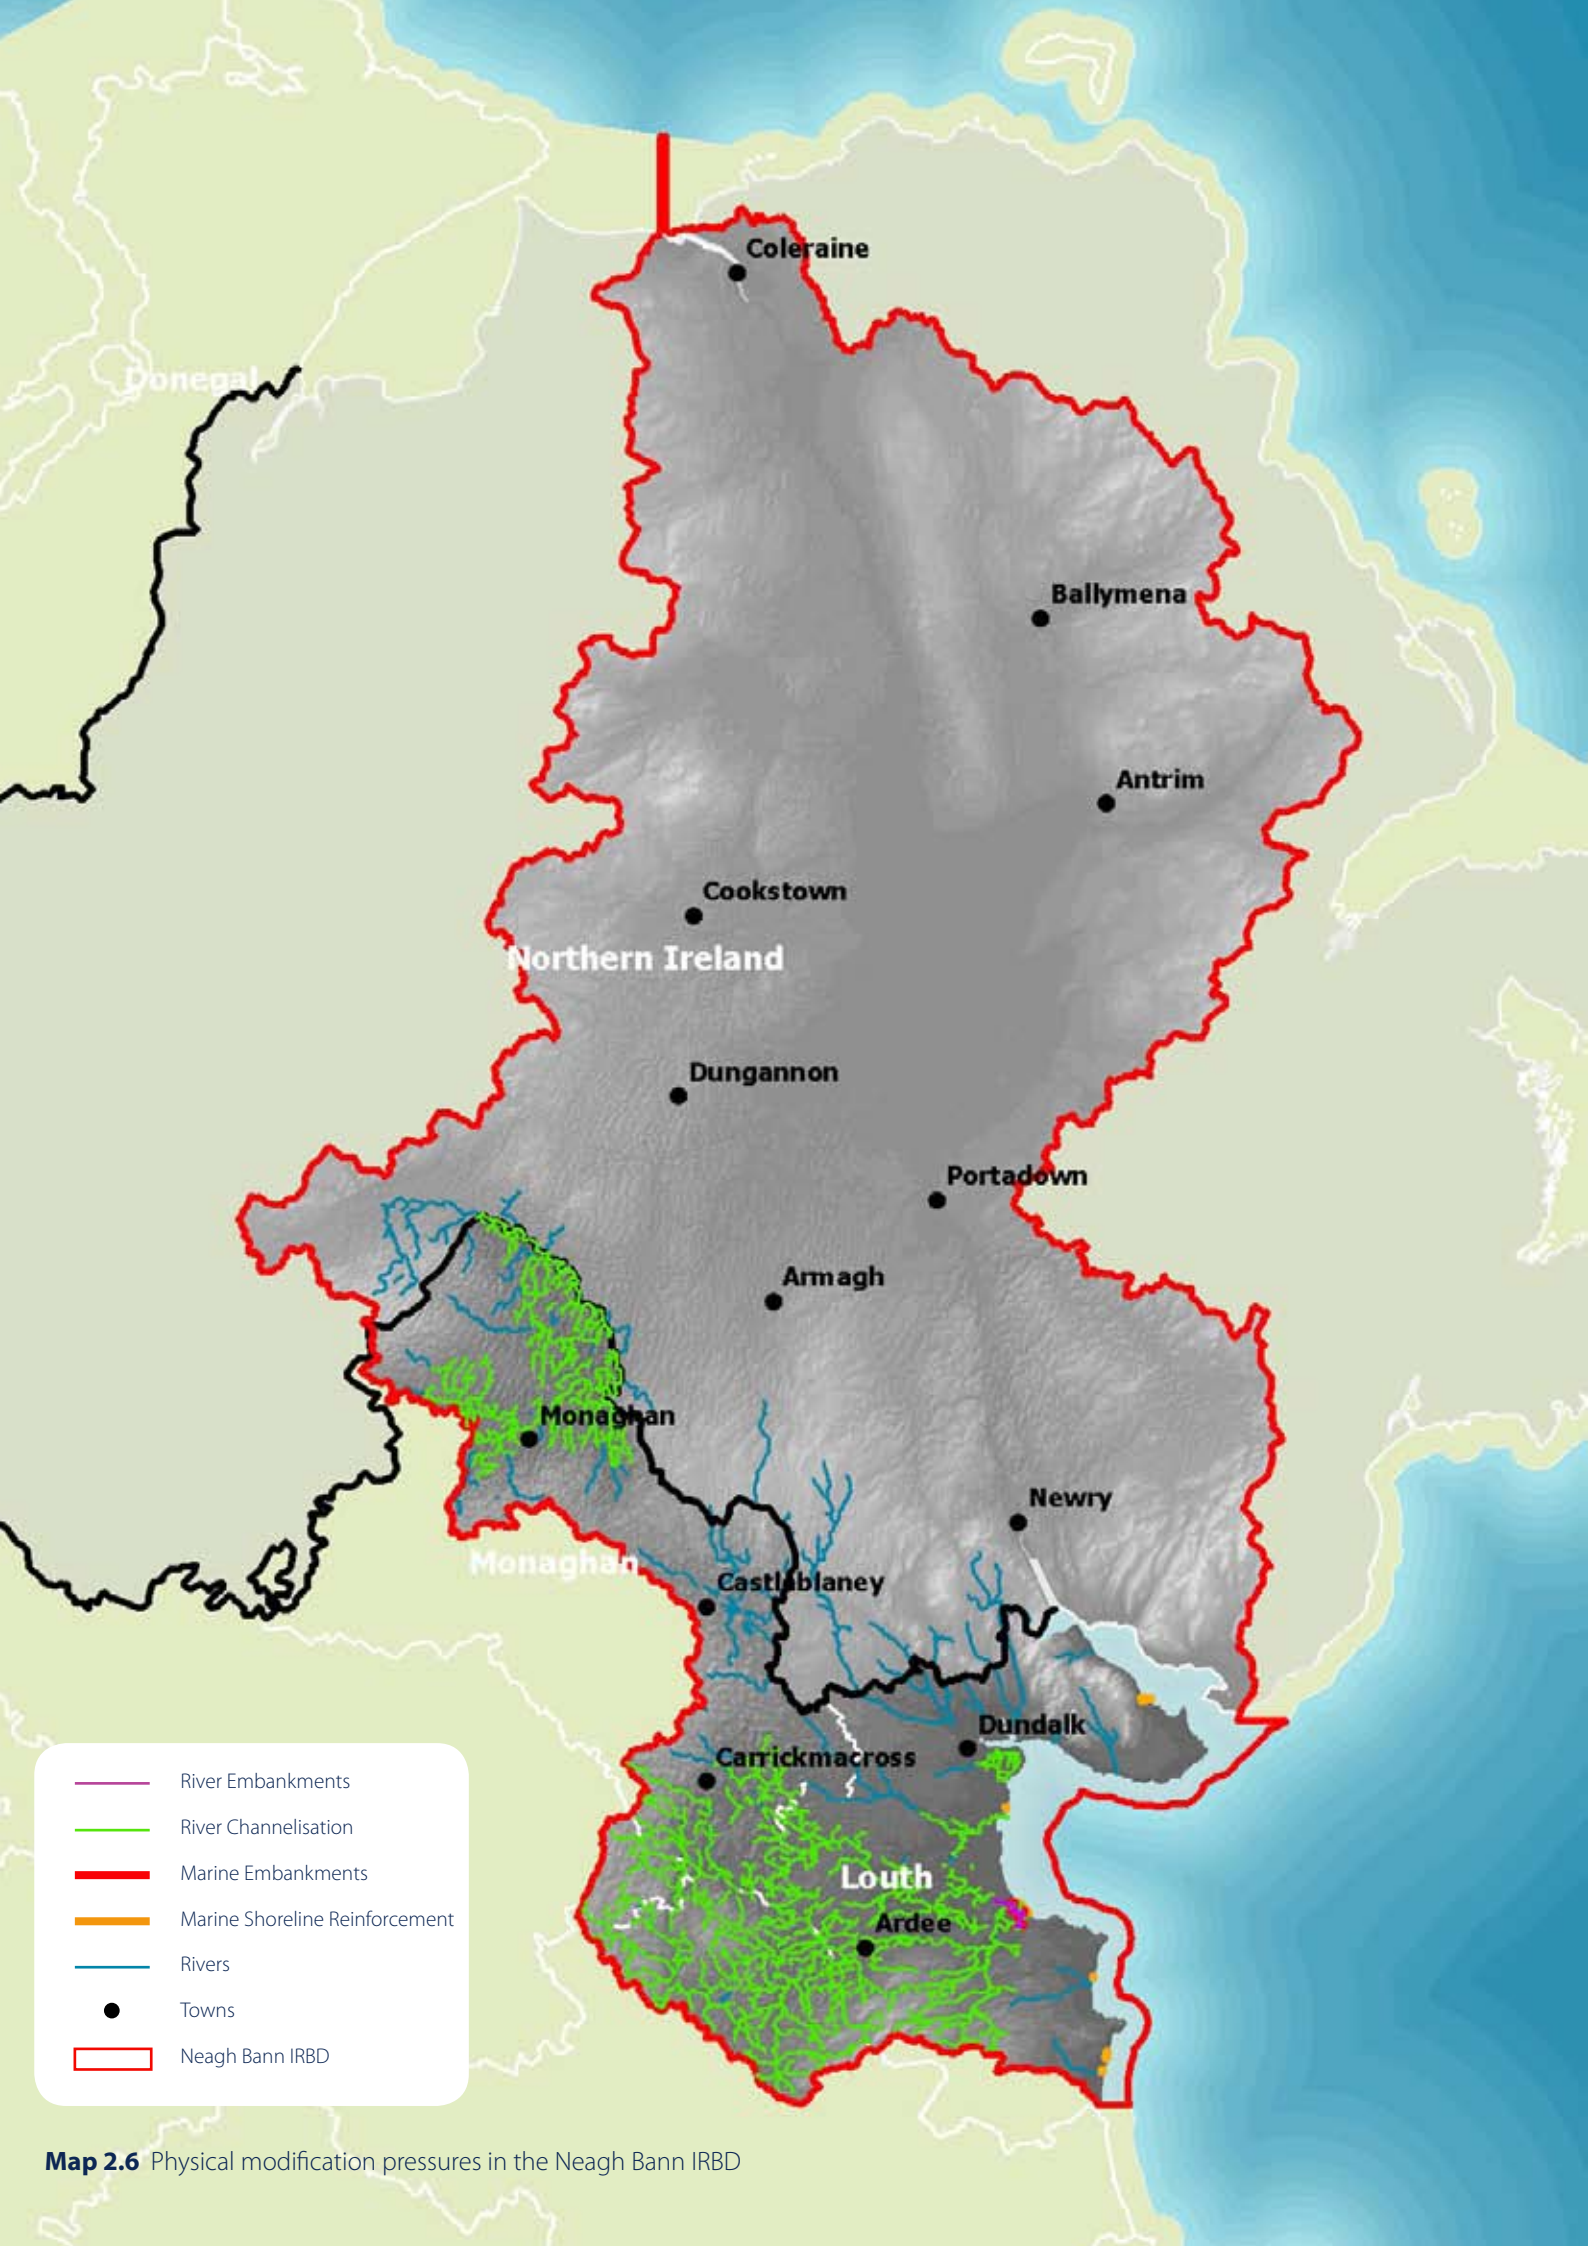 Coleraine
Donegal
Ballymena
Antrim
Cookstown
Northern Ireland
Dungannon
Portadown
Armagh
Monaghan
Newry
Monaghan
Castlablaney
Dundalk
Carrickmacross
Louth
Ardee
River Embankments
River Channelisation
Marine Embankments
Marine Shoreline Reinforcement
Rivers
Towns
Neagh Bann IRBD
Map 2.6 Physical modification pressures in the Neagh Bann IRBD